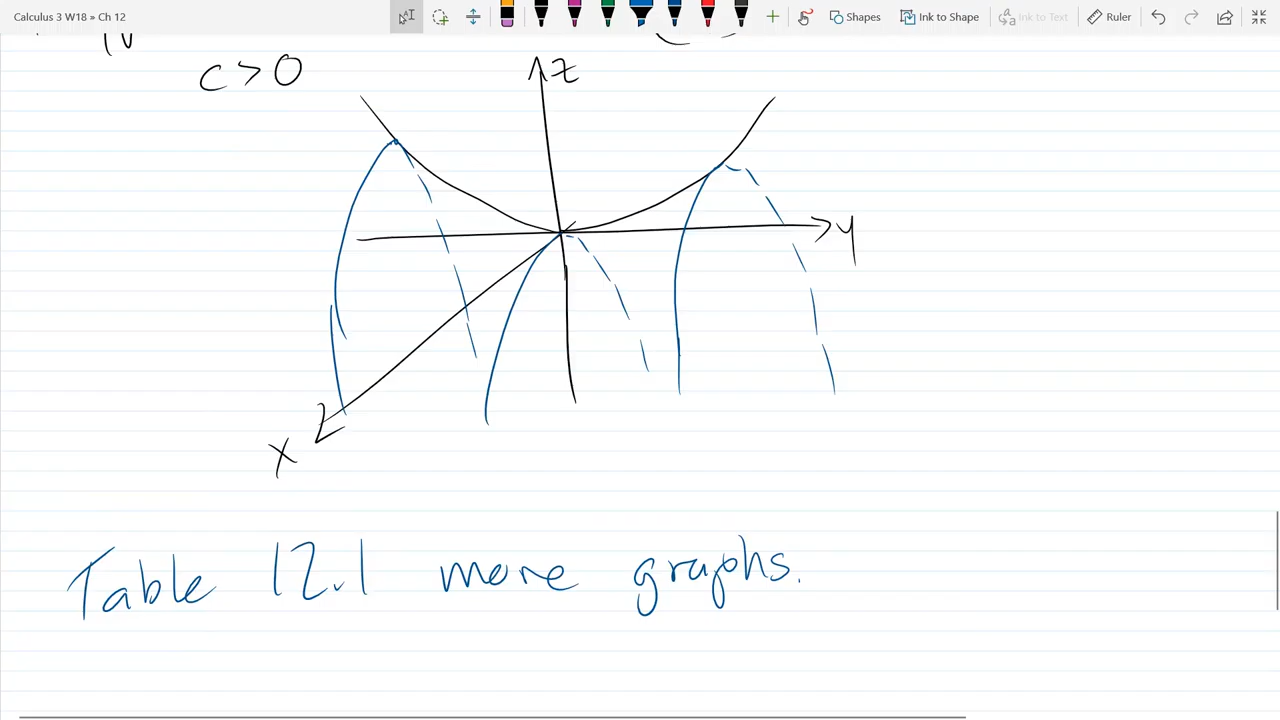 Calculus 3 W18 » Ch 12
Shapes
Ink to Shape
Ink to Text
Ruler
c > 0
z
y
x
Table 12.1 more graphs.